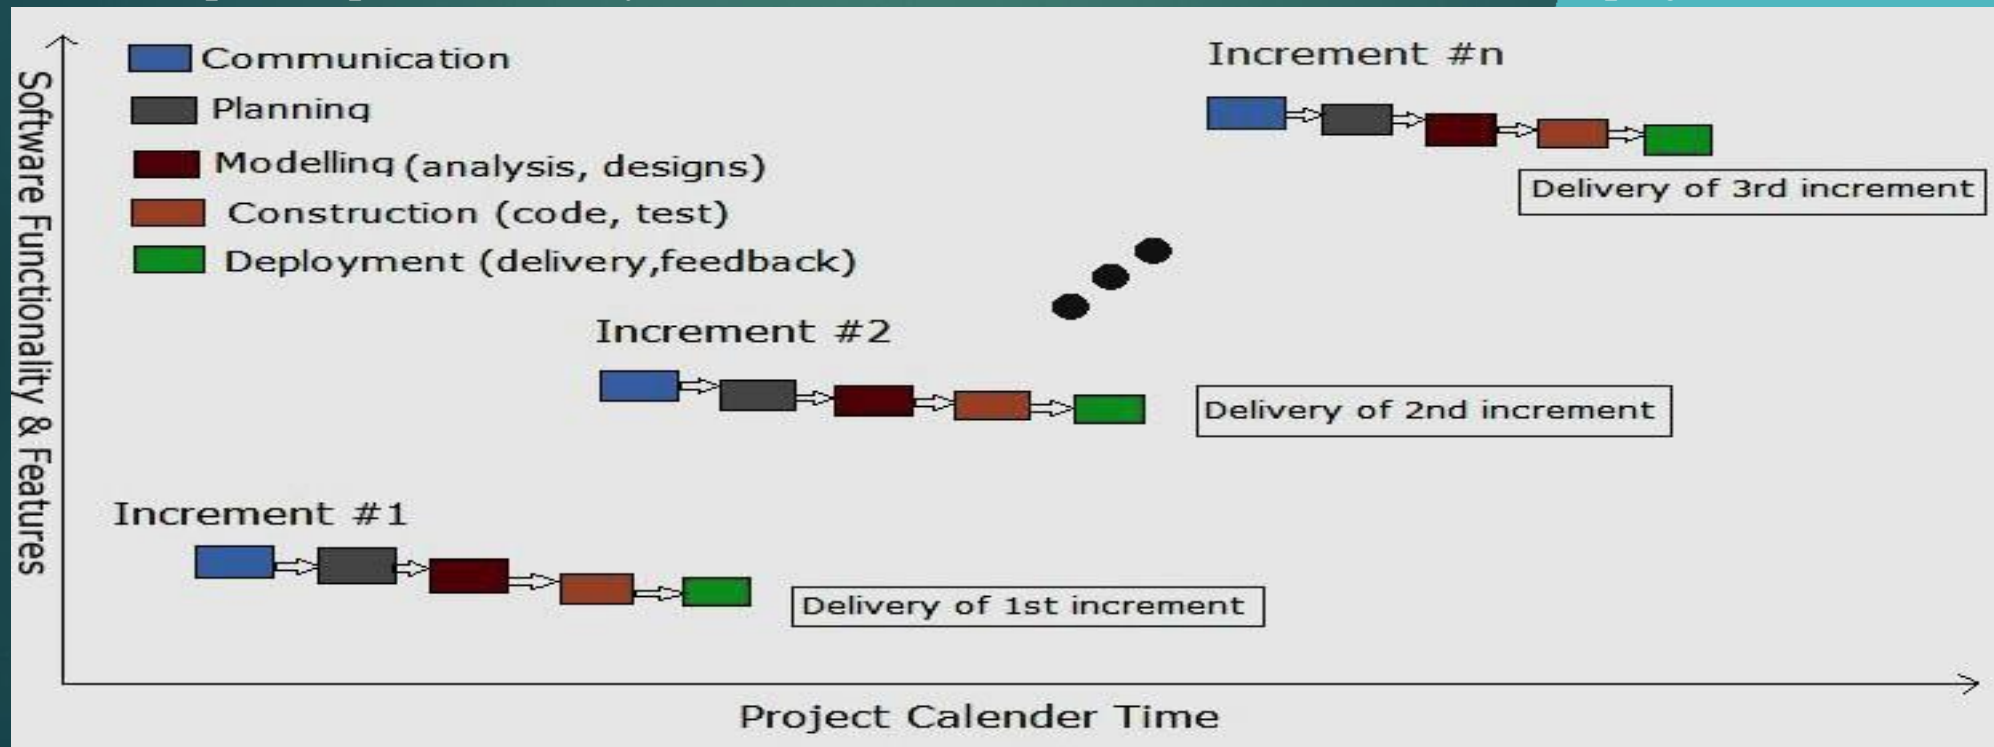 Software Functionality & Features
Communication
Planning
Modelling (analysis, designs)
Construction (code, test)
Deployment (delivery,feedback)
Increment #n
Delivery of 3rd increment
Increment #2
Delivery of 2nd increment
Increment #1
Delivery of 1st increment
Project Calender Time